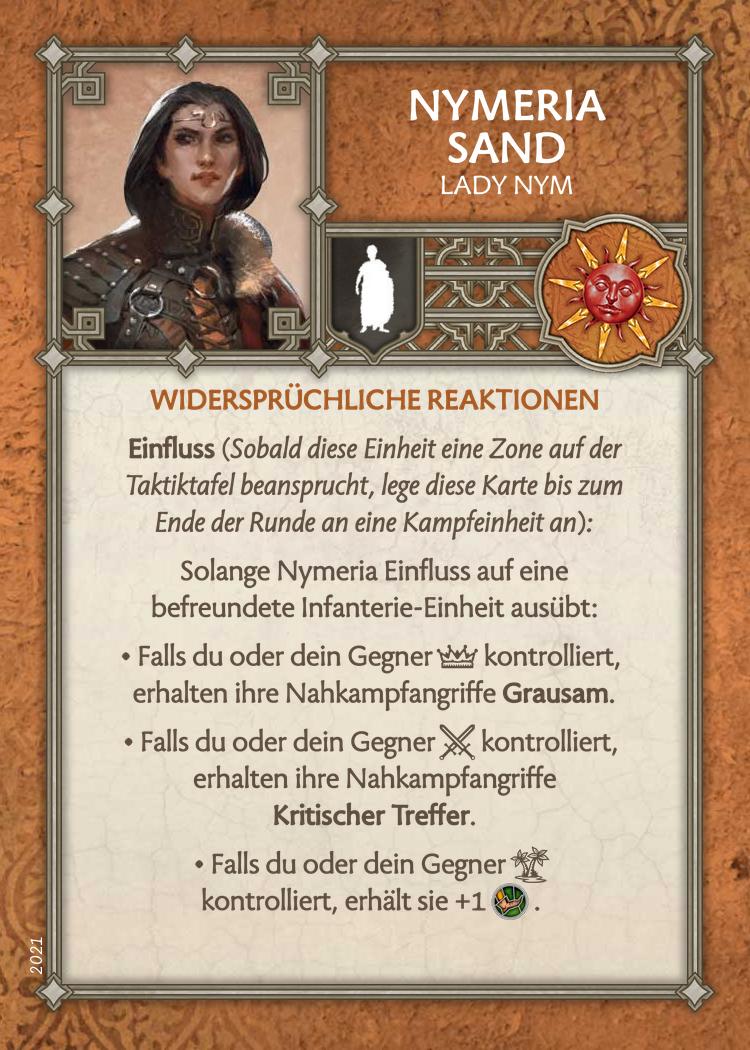 NYMERIA
SAND
LADY NYM
WIDERSPRÜCHLICHE REAKTIONEN
Einfluss (Sobald diese Einheit eine Zone auf der
Taktiktafel beansprucht, lege diese Karte bis zum
Ende der Runde an eine Kampfeinheit an):
Solange Nymeria Einfluss auf eine
befreundete Infanterie-Einheit ausübt:
• Falls du oder dein Gegner kontrolliert,
erhalten ihre Nahkampfangriffe Grausam.
• Falls du oder dein Gegner kontrolliert,
erhalten ihre Nahkampfangriffe
Kritischer Treffer.
• Falls du oder dein Gegner
kontrolliert, erhält sie +1 .
2021